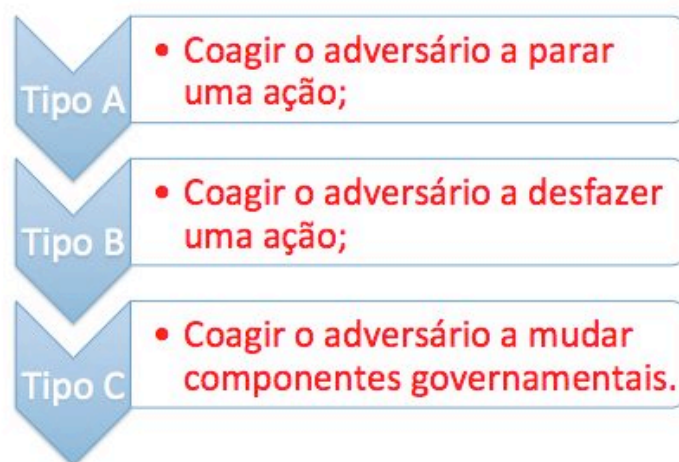 Tipo A
• Coagir o adversário a parar
uma ação;
Tipo B
• Coagir o adversário a desfazer
uma ação;
Tipo C
• Coagir o adversário a mudar
componentes governamentais.